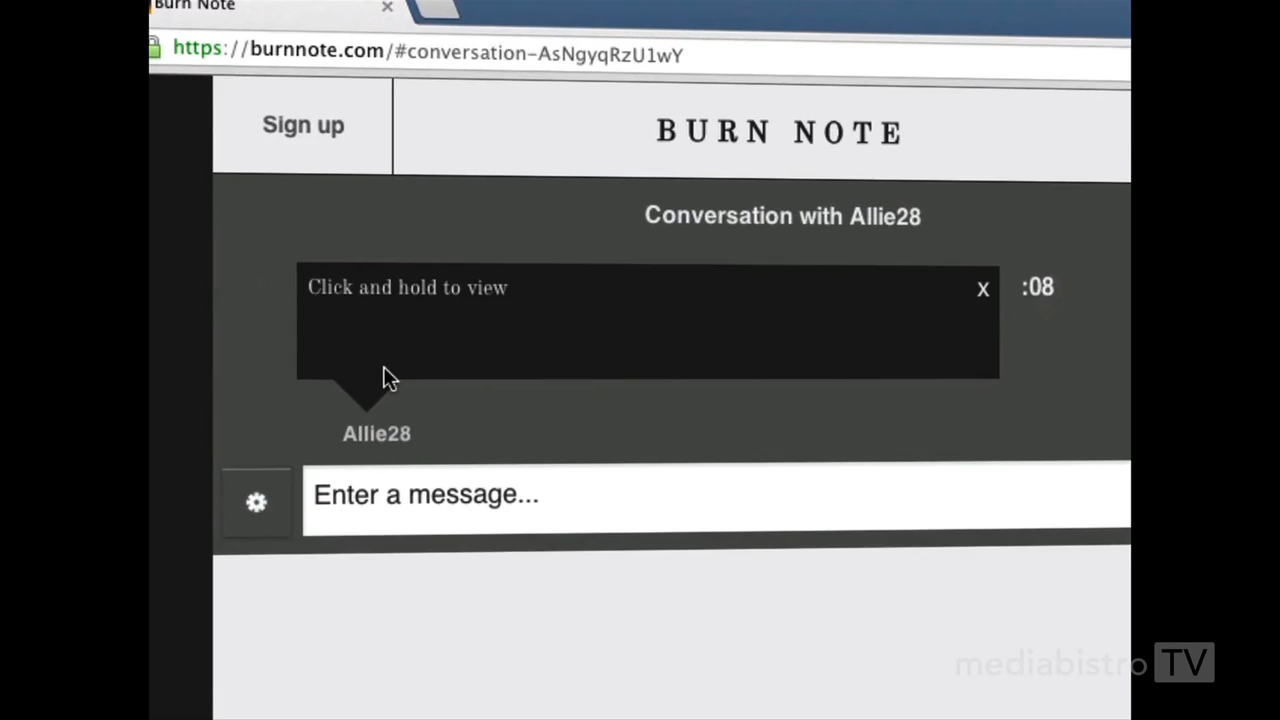 Burn Note
https://burnnote.com/#conversation-AsNgyqRzU1wY
Sign up
BURN NOTE
Conversation with Allie28
Click and hold to view
X
:08
Allie28
Enter a message...
mediabistro TV